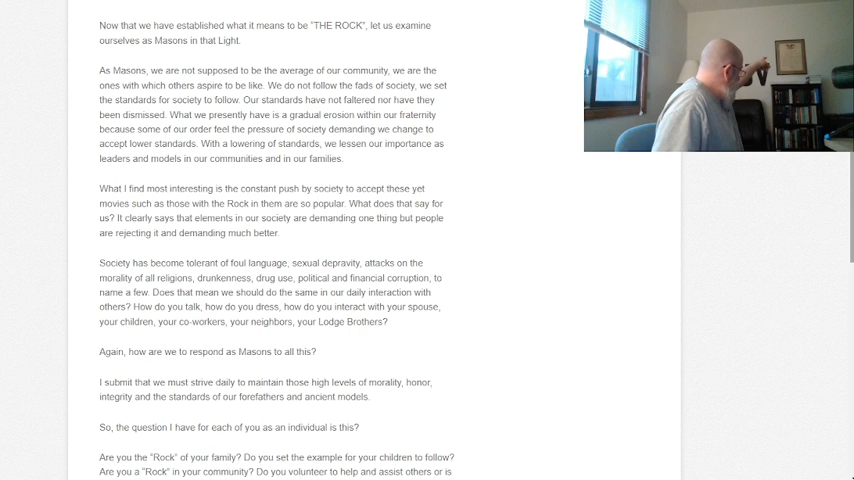 Now that we have established what it means to be "THE ROCK", let us examine
ourselves as Masons in that Light.
As Masons, we are not supposed to be the average of our community, we are the
ones with which others aspire to be like. We do not follow the fads of society, we set
the standards for society to follow. Our standards have not faltered nor have they
been dismissed. What we presently have is a gradual erosion within our fraternity
because some of our order feel the pressure of society demanding we change to
accept lower standards. With a lowering of standards, we lessen our importance as
leaders and models in our communities and in our families.
What I find most interesting is the constant push by society to accept these yet
movies such as those with the Rock in them are so popular. What does that say for
us? It clearly says that elements in our society are demanding one thing but people
are rejecting it and demanding much better.
Society has become tolerant of foul language, sexual depravity, attacks on the
morality of all religions, drunkenness, drug use, political and financial corruption, to
name a few. Does that mean we should do the same in our daily interaction with
others? How do you talk, how do you dress, how do you interact with your spouse,
your children, your co-workers, your neighbors, your Lodge Brothers?
Again, how are we to respond as Masons to all this?
I submit that we must strive daily to maintain those high levels of morality, honor,
integrity and the standards of our forefathers and ancient models.
So, the question I have for each of you as an individual is this?
Are you the "Rock" of your family? Do you set the example for your children to follow?
Are you a "Rock" in your community? Do you volunteer to help and assist others or is